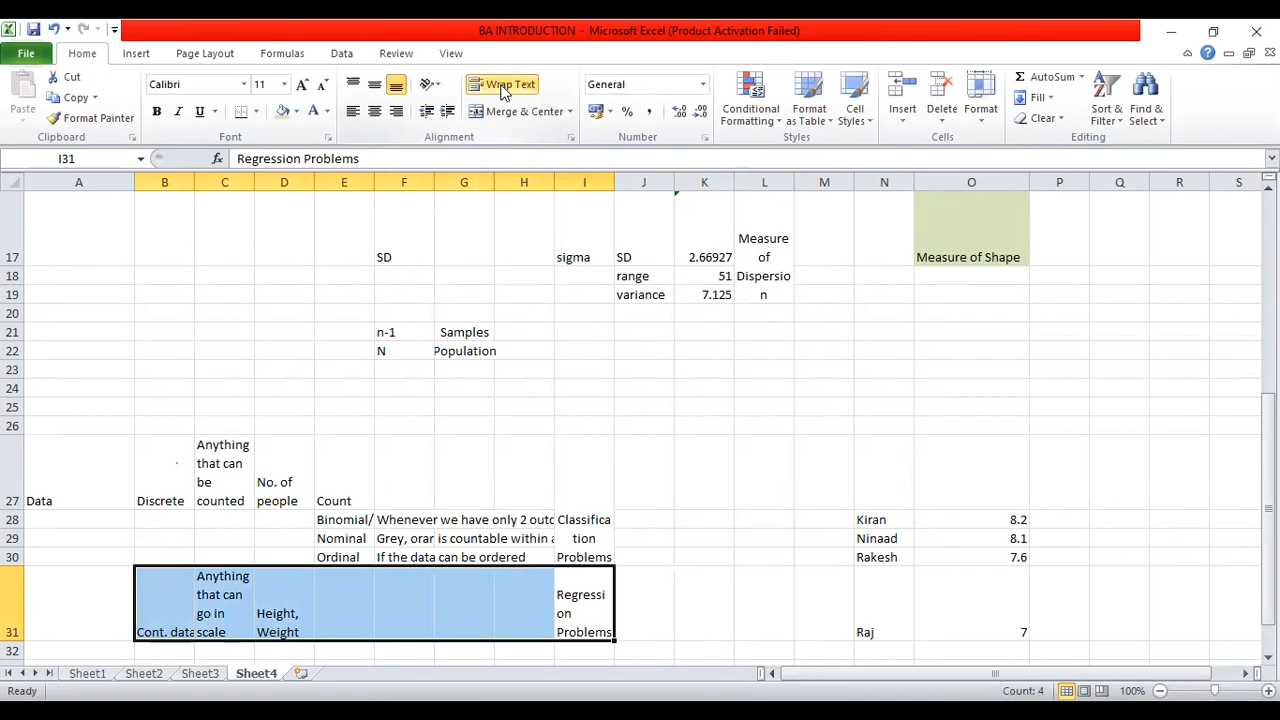 BA INTRODUCTION - Microsoft Excel (Product Activation Failed)
File Home Insert Page Layout Formulas Data Review View
Cut
Copy
Format Painter
Paste
Clipboard
Calibri 11
B I U
Font
Wrap Text
Merge & Center
Alignment
General
%
Number
Conditional Formatting
Format as Table
Cell Styles
Styles
Insert Delete Format
Cells
AutoSum
Fill
Clear
Sort & Filter
Find & Select
Editing
I31 fx Regression Problems
A B C D E F G H I J K L M N O P Q R S
17 SD sigma SD 2.66927 Measure of Dispersion Measure of Shape
18 range 51
19 variance 7.125
20
21 n-1 Samples
22 N Population
23
24
25
26
27 Data Discrete Anything that can be counted No. of people Count
28 Binomial/ Whenever we have only 2 outc Classification Problems Kiran 8.2
29 Nominal Grey, oran is countable within a Ninaad 8.1
30 Ordinal If the data can be ordered Rakesh 7.6
31 Cont. data Anything that can go in scale Height, Weight Regression Problems Raj 7
32
Sheet1 Sheet2 Sheet3 Sheet4
Ready Count: 4 100%